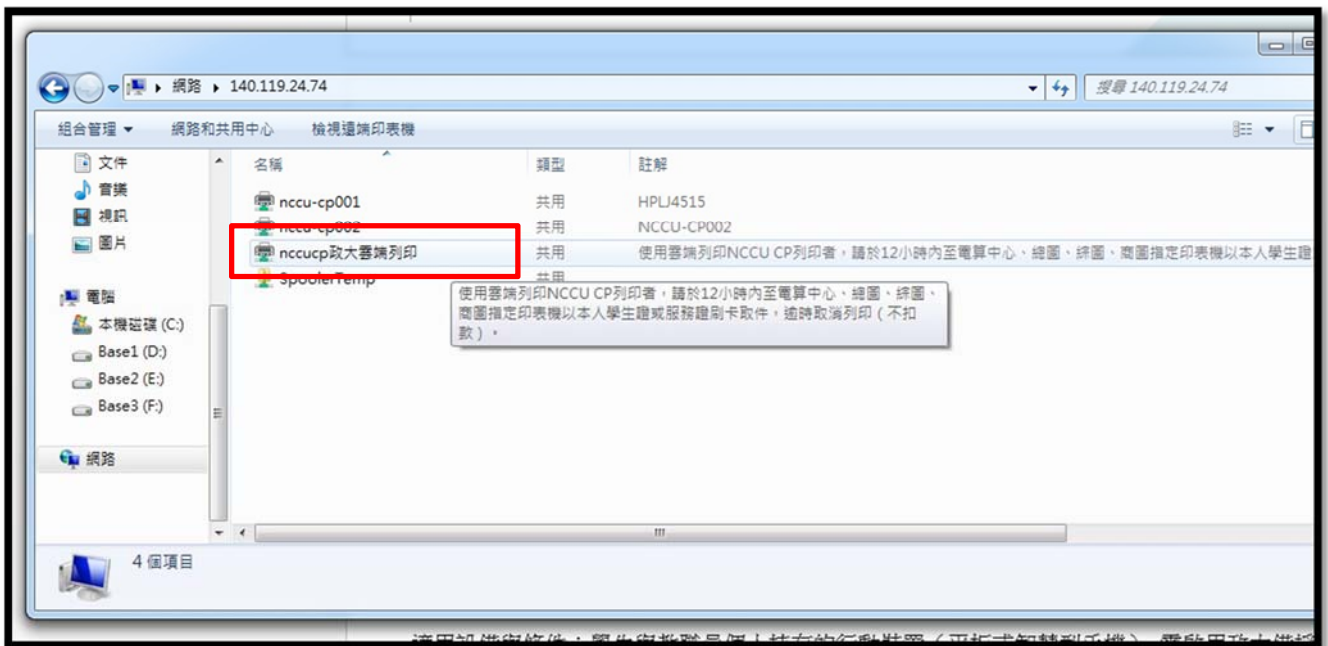 網路 ▸ 140.119.24.74
搜尋 140.119.24.74
組合管理 網路和共用中心 檢視遠端印表機
文件
音樂
視訊
圖片
電腦
本機磁碟 (C:)
Base1 (D:)
Base2 (E:)
Base3 (F:)
網路
名稱 類型 註解
nccu-cp001 共用 HPLJ4515
nccu-cp002 共用 NCCU-CP002
nccucp政大雲端列印 共用 使用雲端列印NCCU CP列印者，請於12小時內至電算中心、總圖、綜圖、商圖指定印表機以本人學生證
SpoolerTemp 共用
使用雲端列印NCCU CP列印者，請於12小時內至電算中心、總圖、綜圖、
商圖指定印表機以本人學生證或服務證刷卡取件，逾時取消列印（不扣
款）。
4 個項目